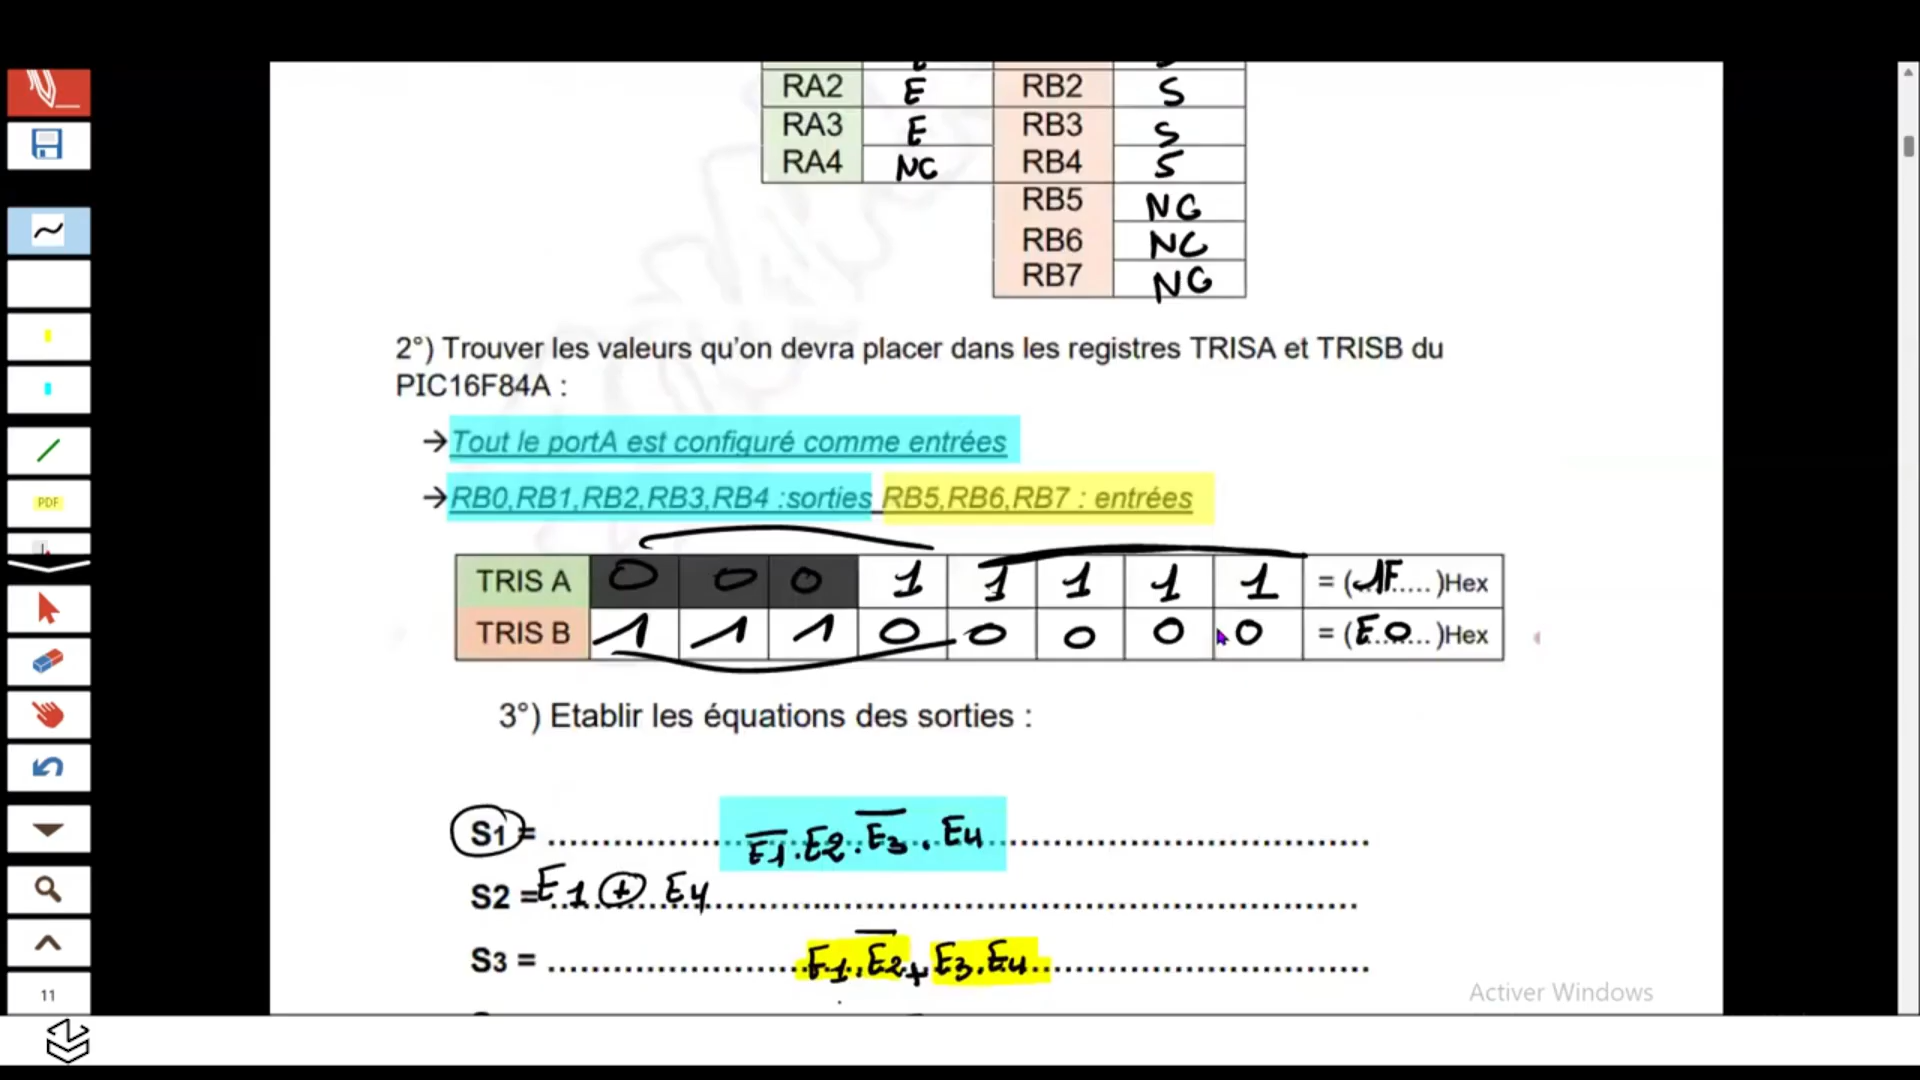 RA2 E RB2 S
RA3 E RB3 S
RA4 NC RB4 S
RB5 NC
RB6 NC
RB7 NC
2°) Trouver les valeurs qu'on devra placer dans les registres TRISA et TRISB du
PIC16F84A :
→Tout le portA est configuré comme entrées
→RB0,RB1,RB2,RB3,RB4 :sorties RB5,RB6,RB7 : entrées
TRIS A 0 0 0 1 1 1 1 1 = (1F......)Hex
TRIS B 1 1 1 0 0 0 0 0 = (E0......)Hex
3°) Etablir les équations des sorties :
S1= E̅1̅.E2.E̅3̅.E4
S2 = E1 ⊕ E4
S3 = E1.E̅2̅+E3.E4
PDF
11
Activer Windows